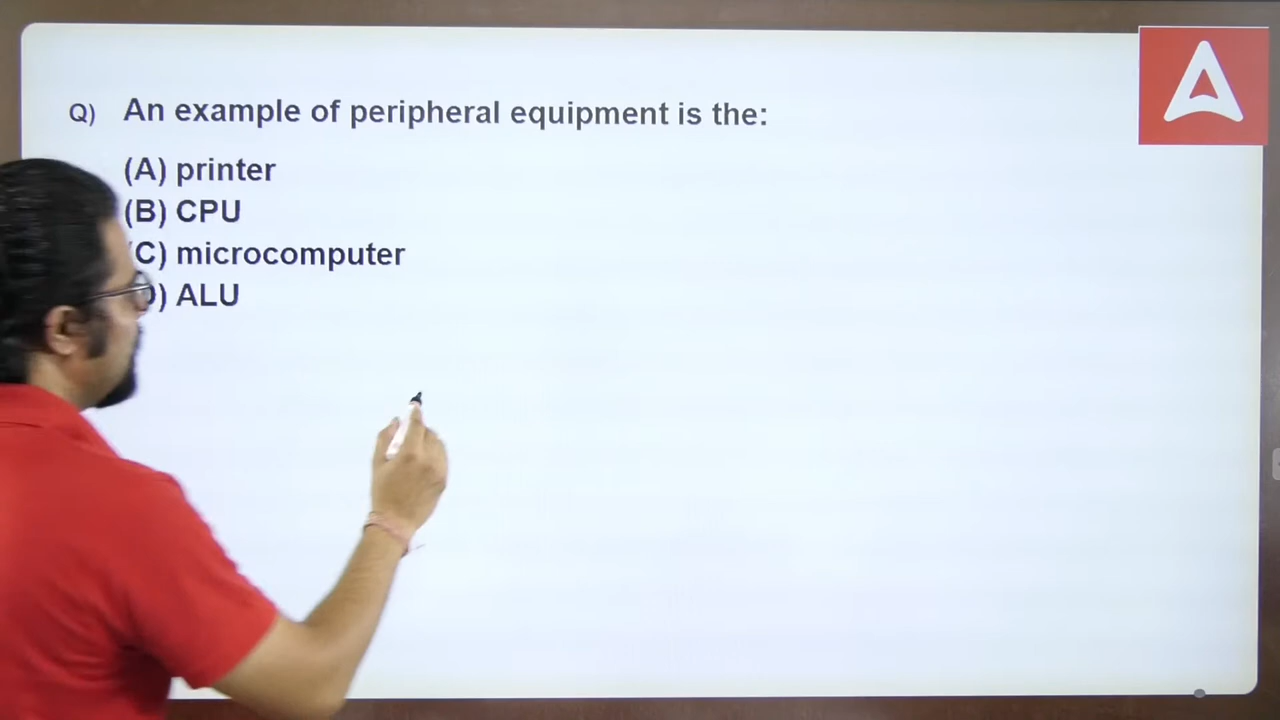 Q) An example of peripheral equipment is the:
(A) printer
(B) CPU
(C) microcomputer
D) ALU